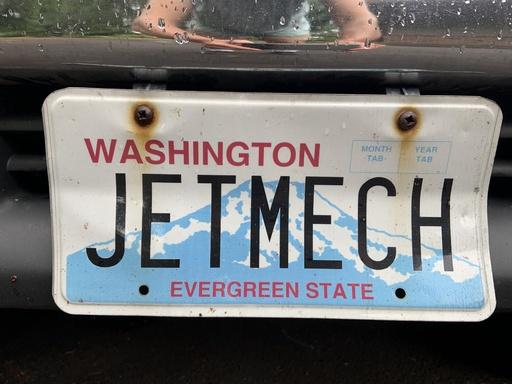 WASHINGTON
MONTH TAB
YEAR TAB
JETMECH
EVERGREEN STATE